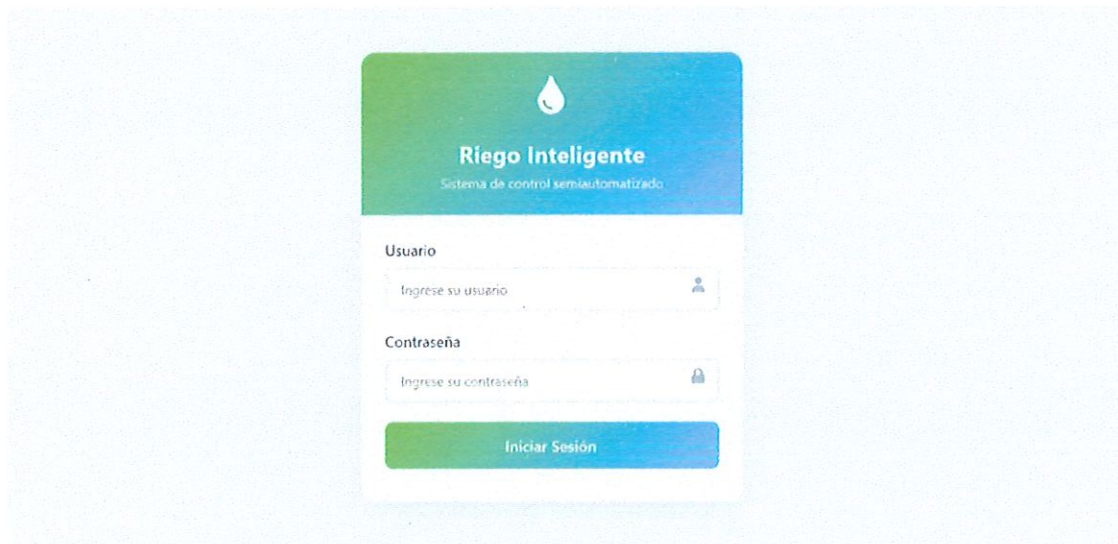 Riego Inteligente
Sistema de control semiautomatizado
Usuario
Ingrese su usuario
Contraseña
Ingrese su contraseña
Iniciar Sesión